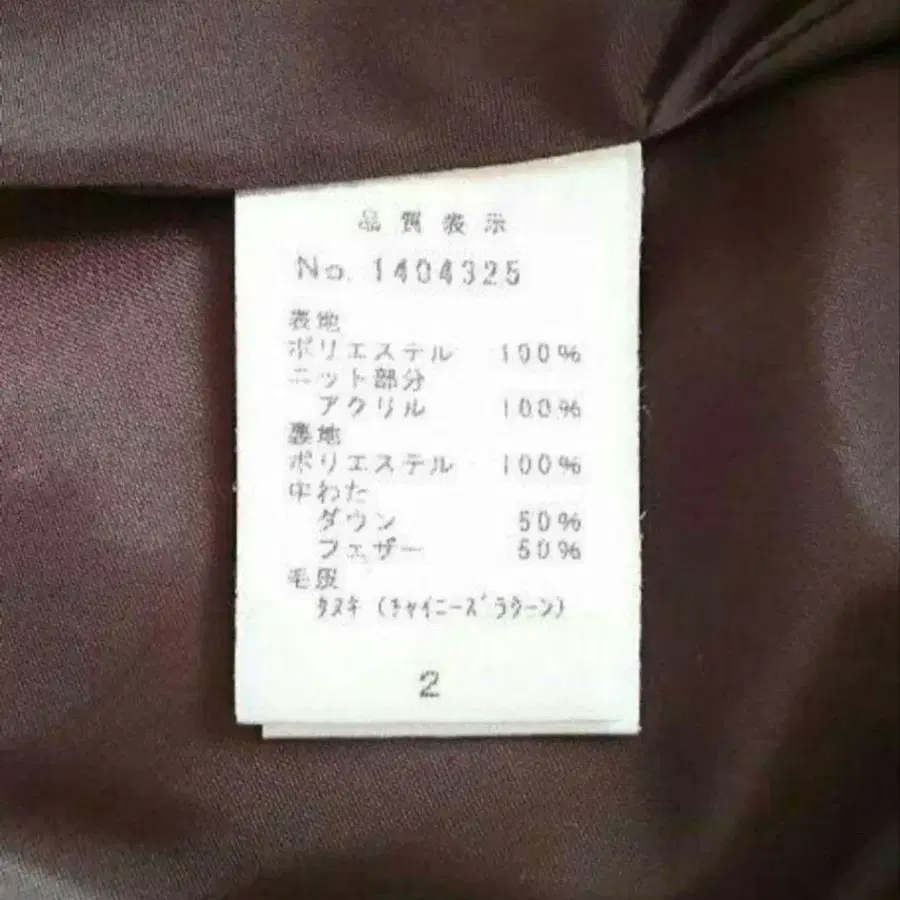 品質表示
No. 1404325
表地
ポリエステル 100%
ニット部分
アクリル 100%
裏地
ポリエステル 100%
中わた
ダウン 50%
フェザー 50%
毛皮
タヌキ (チャイニーズラクーン)
2